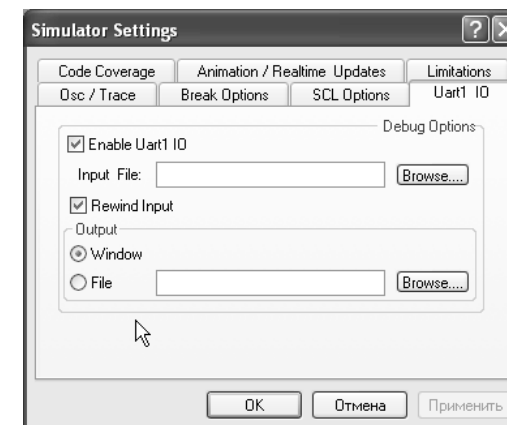 Simulator Settings
Code Coverage Animation / Realtime Updates Limitations
Osc / Trace Break Options SCL Options Uart1 IO
Debug Options
Enable Uart1 IO
Input File: Browse....
Rewind Input
Output
Window
File Browse....
OK Отмена Применить